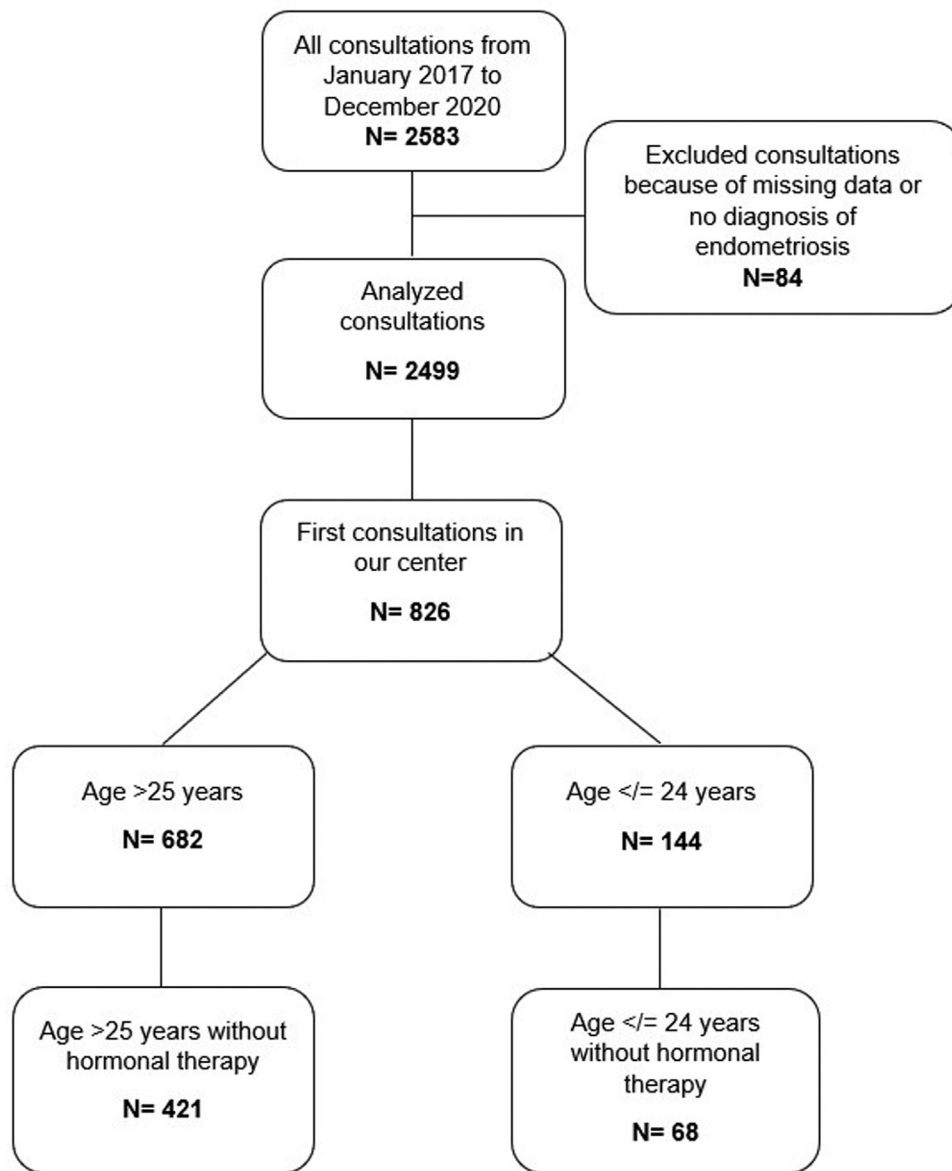 All consultations from
January 2017 to
December 2020
N= 2583
Excluded consultations
because of missing data or
no diagnosis of
endometriosis
N=84
Analyzed
consultations
N= 2499
First consultations in
our center
N= 826
Age >25 years
N= 682
Age </= 24 years
N= 144
Age >25 years without
hormonal therapy
N= 421
Age </= 24 years
without hormonal
therapy
N= 68